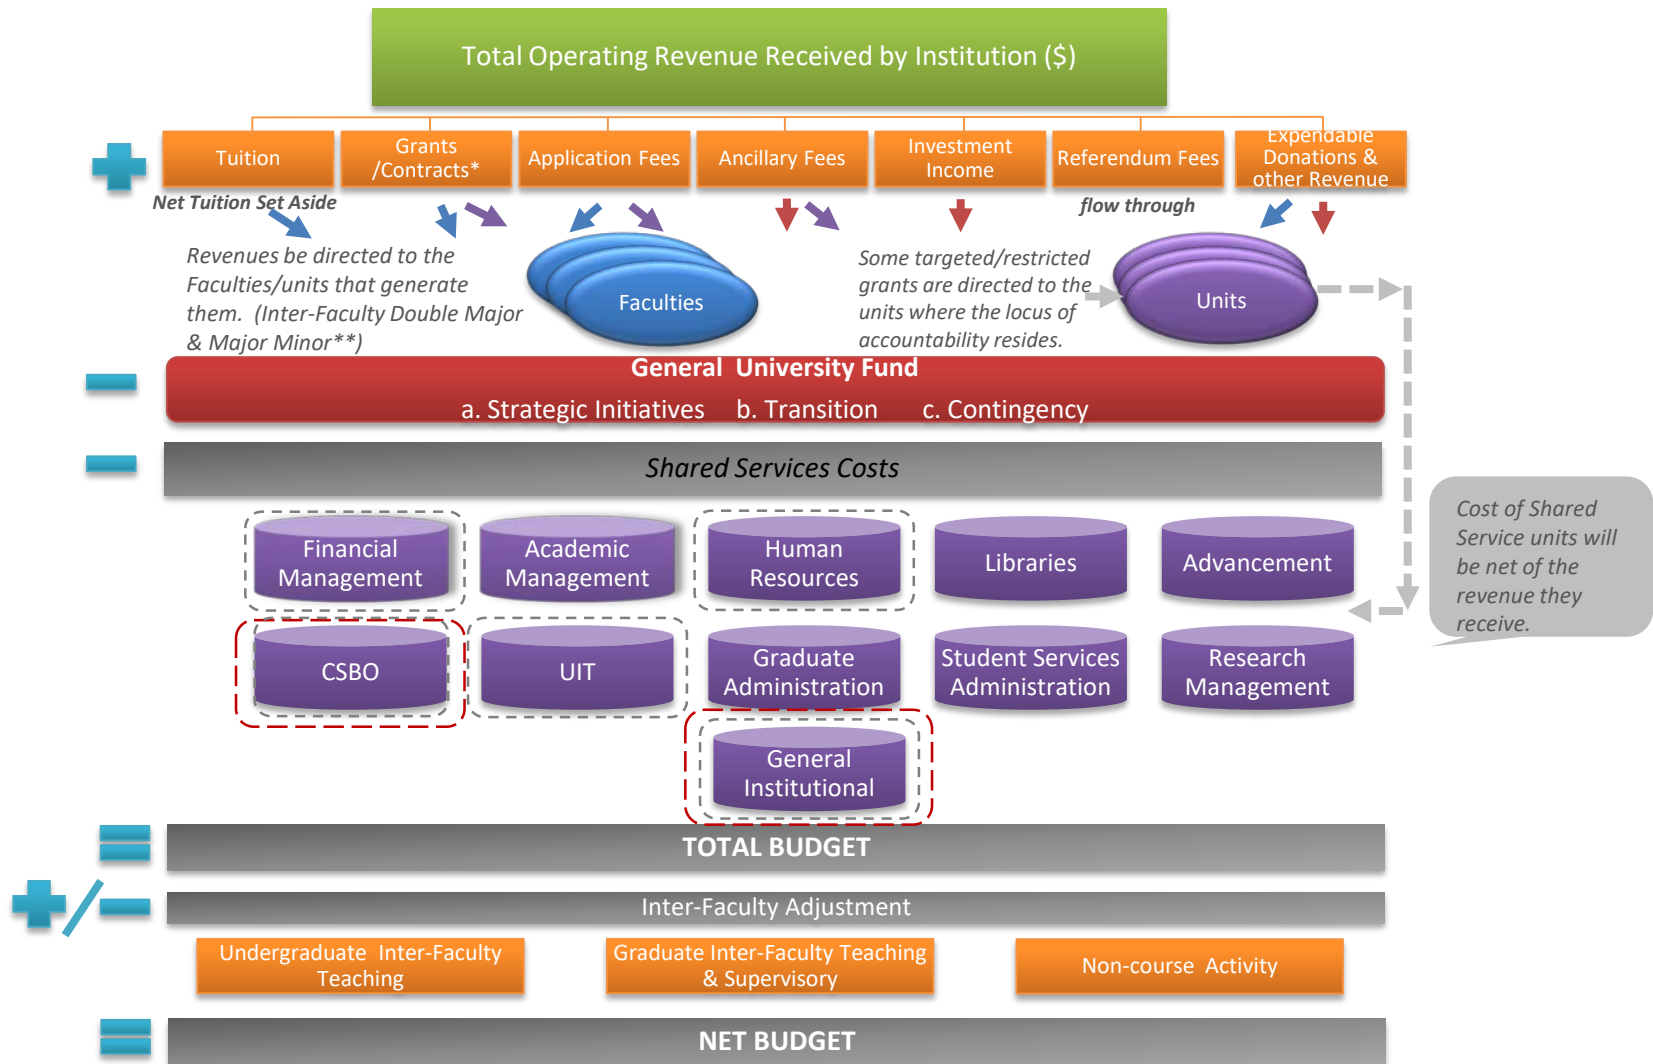 Total Operating Revenue Received by Institution ($)
Tuition
Grants
/Contracts*
Application Fees
Ancillary Fees
Investment
Income
Referendum Fees
Expendable
Donations &
other Revenue
Net Tuition Set Aside
flow through
Revenues be directed to the
Faculties/units that generate
them. (Inter-Faculty Double Major
& Major Minor**)
Faculties
Some targeted/restricted
grants are directed to the
units where the locus of
accountability resides.
Units
General University Fund
a. Strategic Initiatives b. Transition c. Contingency
Shared Services Costs
Financial
Management
Academic
Management
Human
Resources
Libraries
Advancement
Cost of Shared
Service units will
be net of the
revenue they
receive.
CSBO
UIT
Graduate
Administration
Student Services
Administration
Research
Management
General
Institutional
TOTAL BUDGET
Inter-Faculty Adjustment
Undergraduate Inter-Faculty
Teaching
Graduate Inter-Faculty Teaching
& Supervisory
Non-course Activity
NET BUDGET